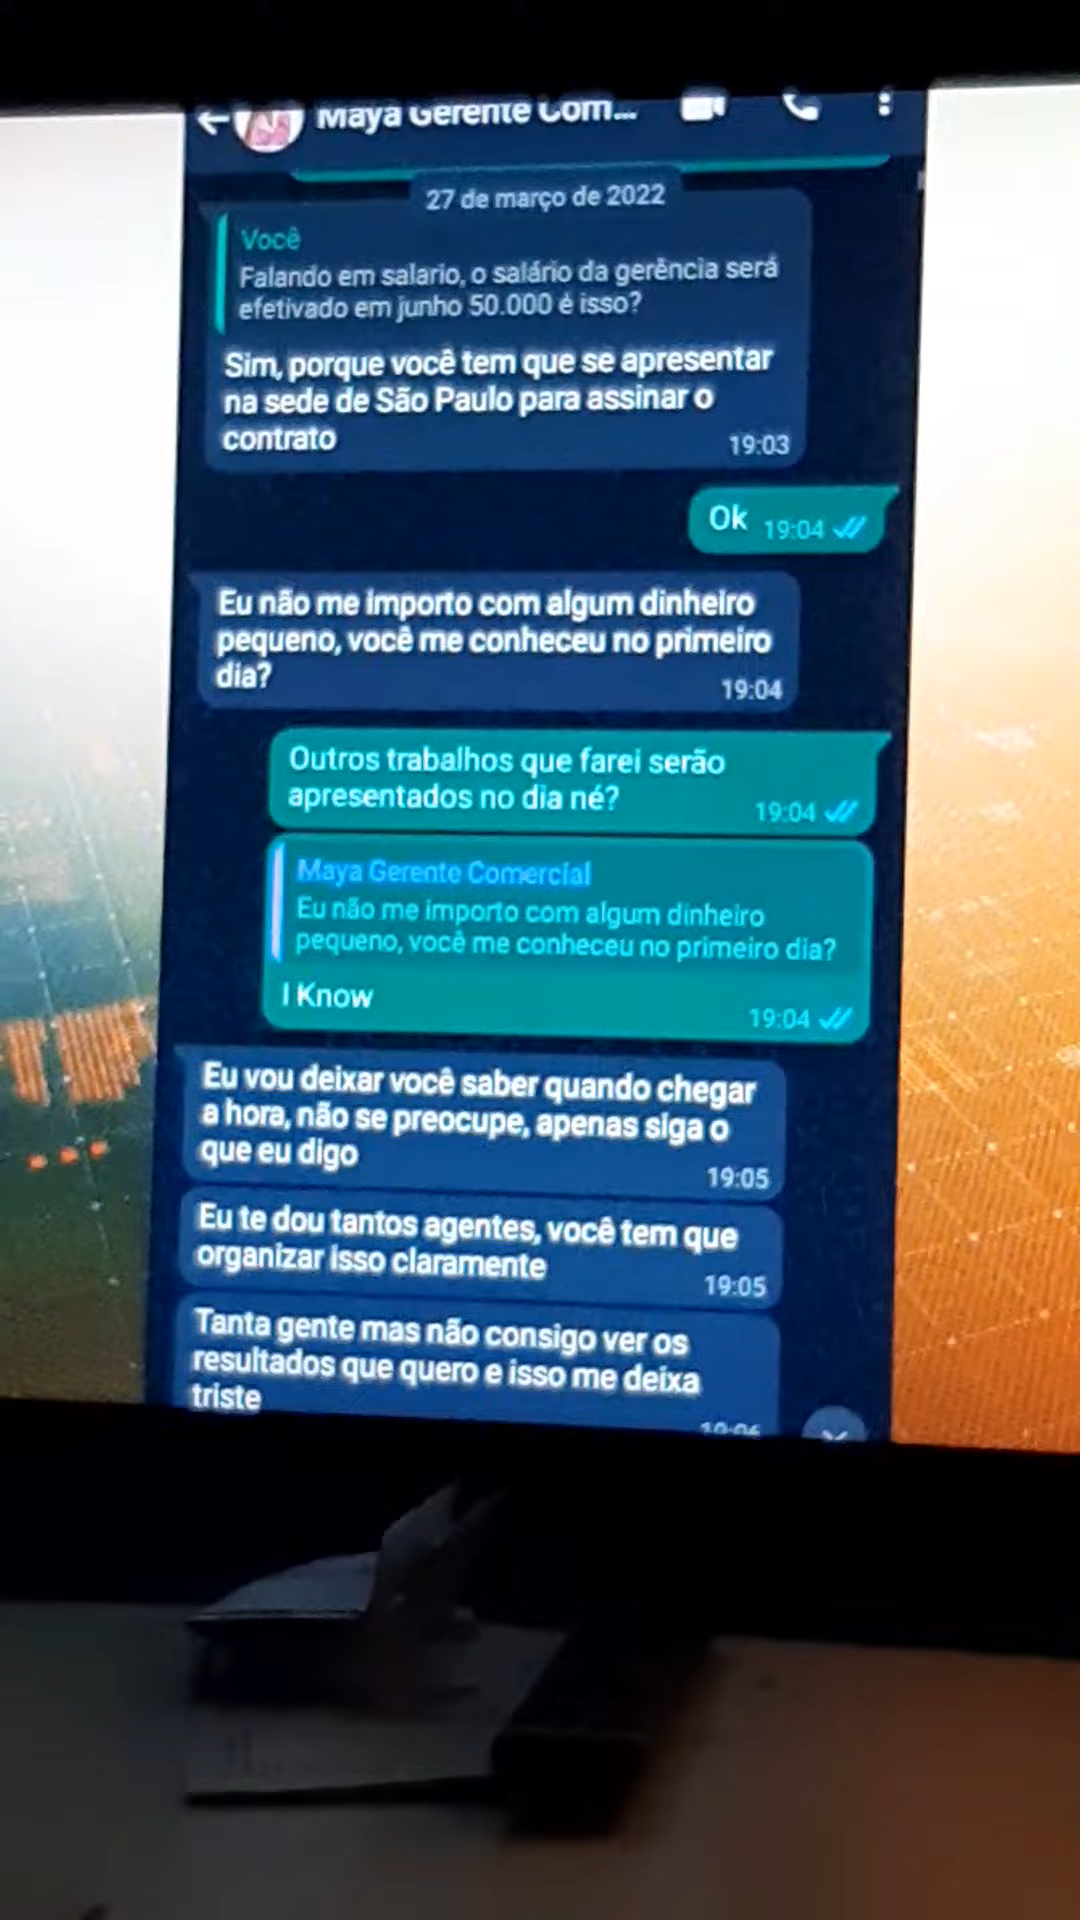 Maya Gerente Com...
27 de março de 2022
Você
Falando em salario, o salário da gerência será
efetivado em junho 50.000 é isso?
Sim, porque você tem que se apresentar
na sede de São Paulo para assinar o
contrato
19:03
Ok
19:04
Eu não me importo com algum dinheiro
pequeno, você me conheceu no primeiro
dia?
19:04
Outros trabalhos que farei serão
apresentados no dia né?
19:04
Maya Gerente Comercial
Eu não me importo com algum dinheiro
pequeno, você me conheceu no primeiro dia?
I Know
19:04
Eu vou deixar você saber quando chegar
a hora, não se preocupe, apenas siga o
que eu digo
19:05
Eu te dou tantos agentes, você tem que
organizar isso claramente
19:05
Tanta gente mas não consigo ver os
resultados que quero e isso me deixa
triste
19:06